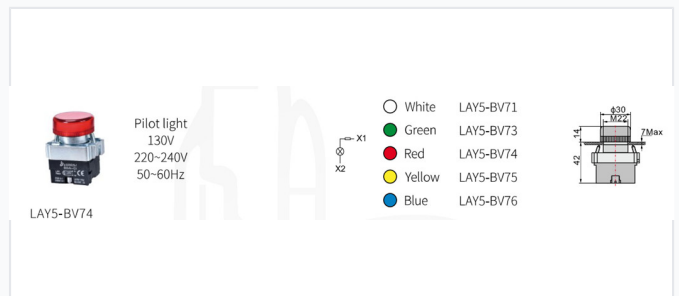 Pilot light
130V
220~240V
50~60Hz
LAY5-BV74
X1
X2
White LAY5-BV71
Green LAY5-BV73
Red LAY5-BV74
Yellow LAY5-BV75
Blue LAY5-BV76
ϕ30
M22
7Max
14
42